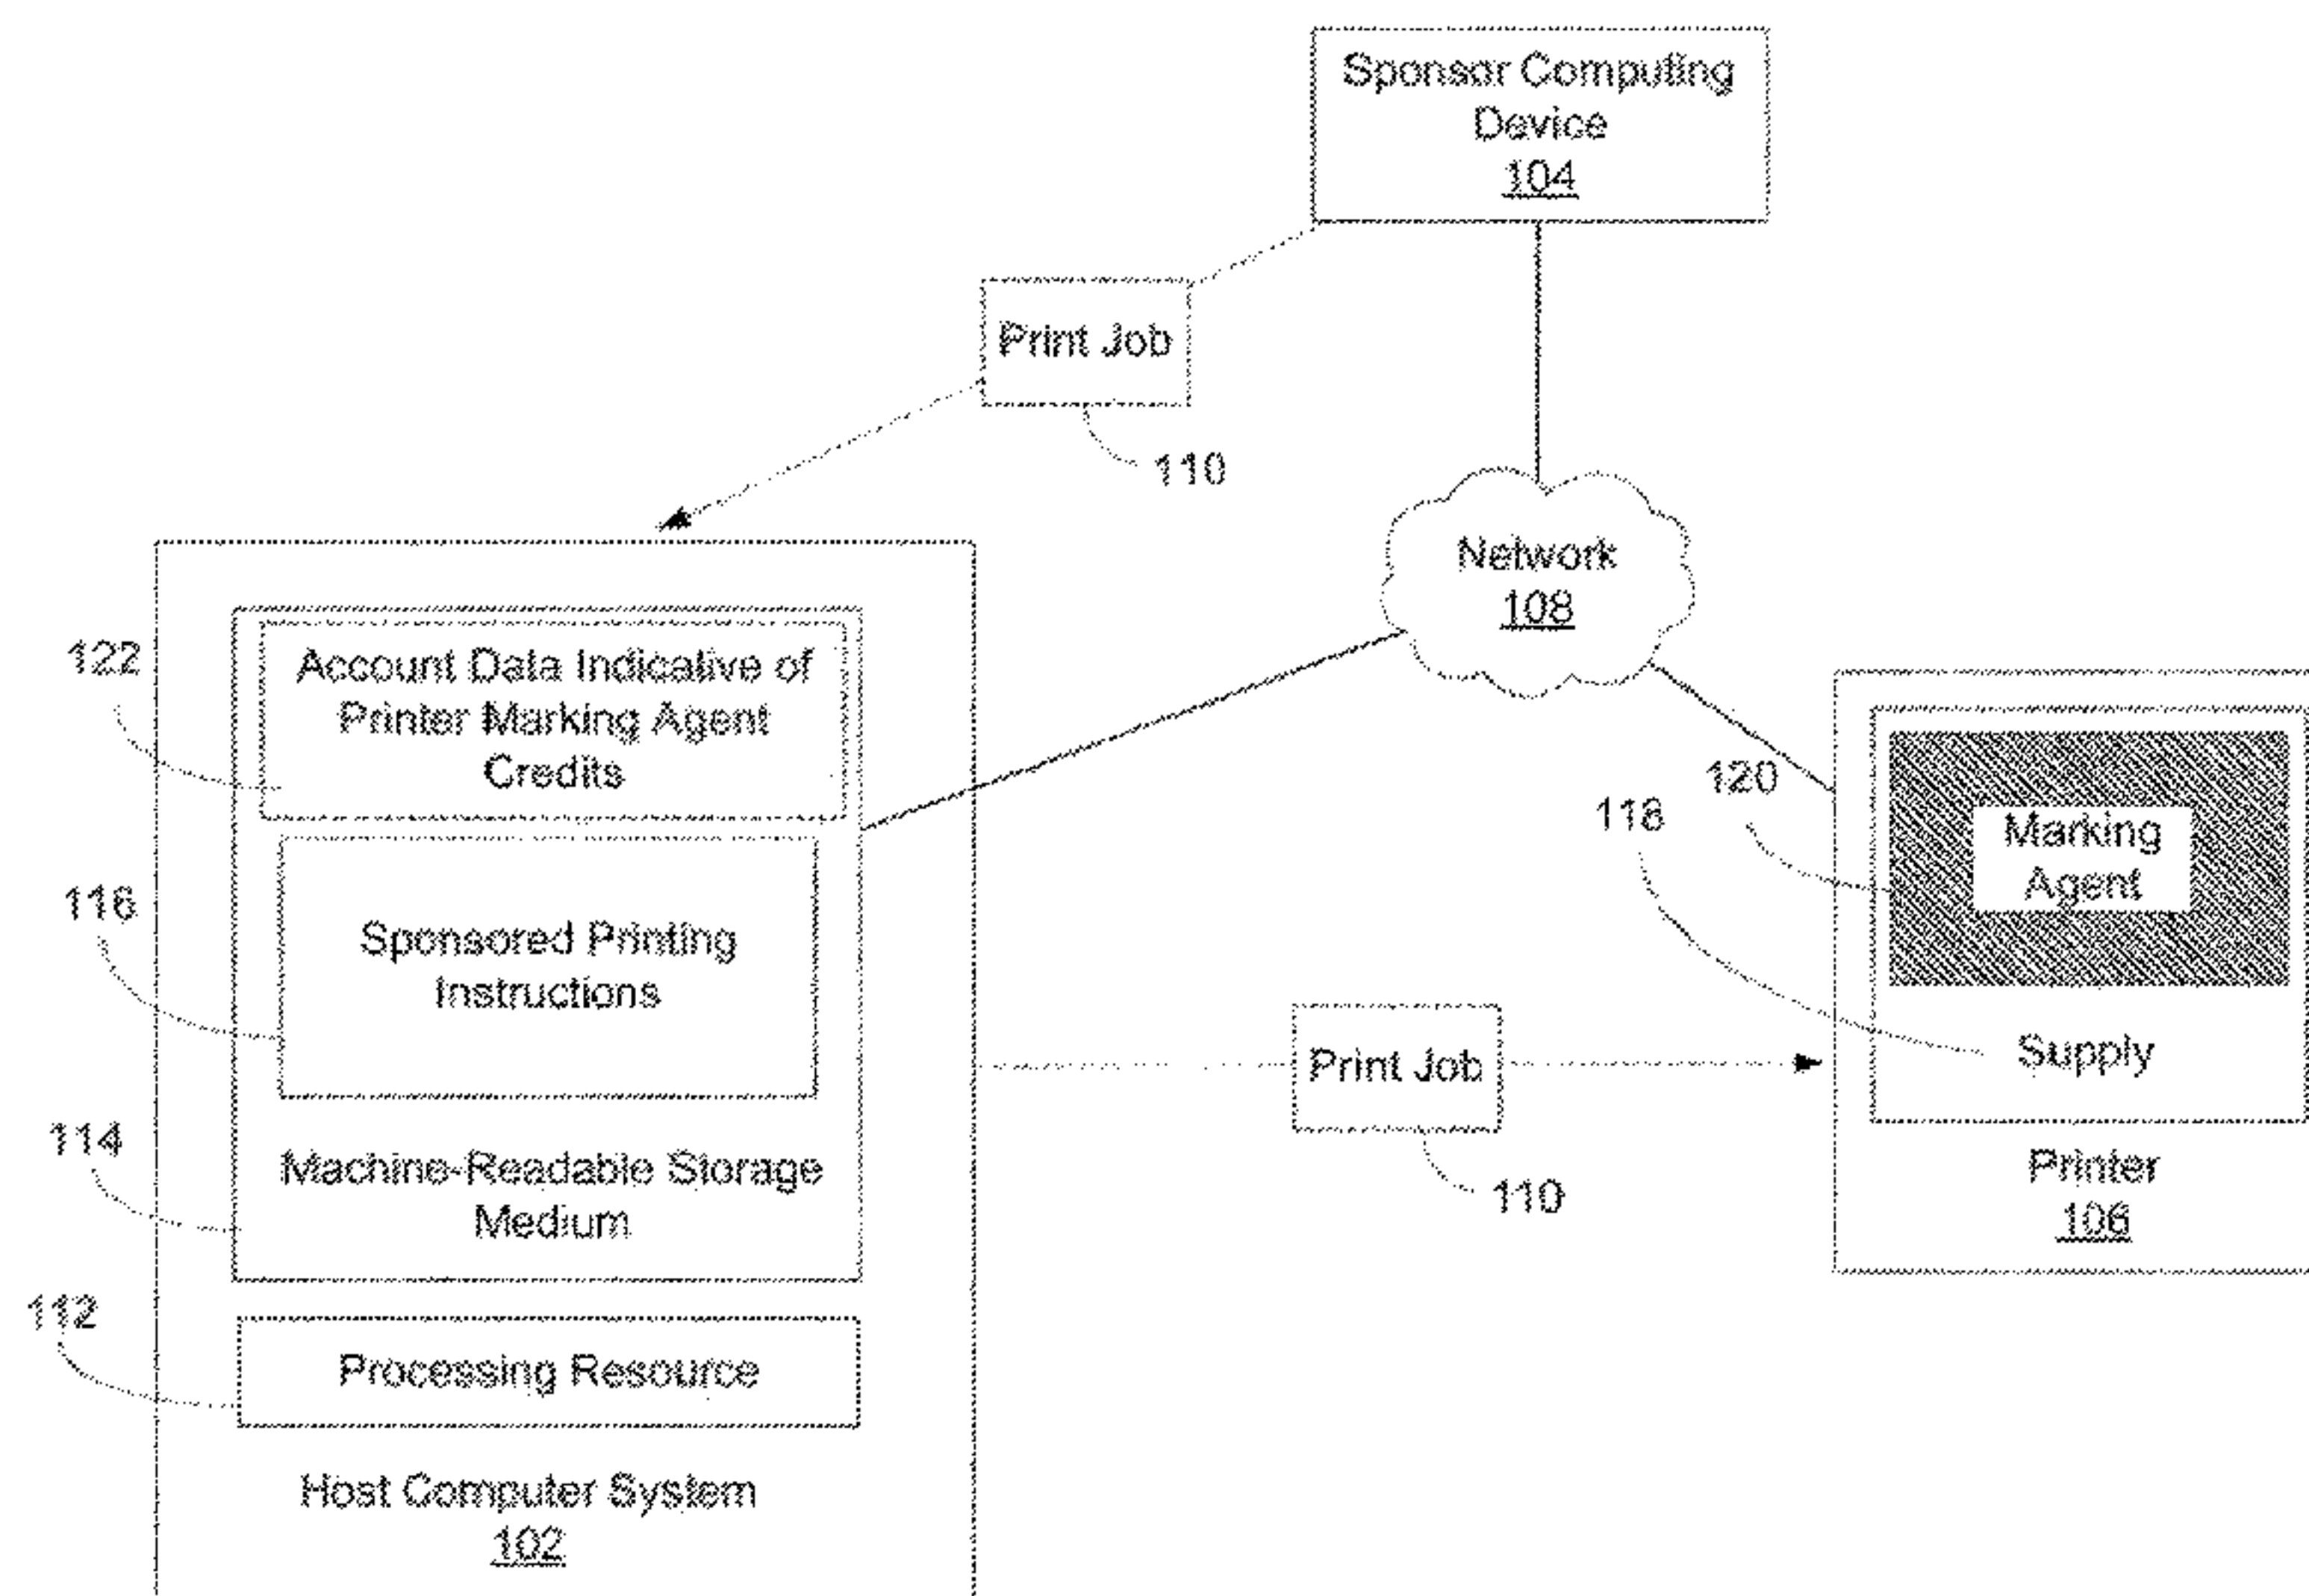 Sponsor Computing
Device
104
Print Job
110
Network
108
122
Account Data Indicative of
Printer Marking Agent
Credits
116
Sponsored Printing
Instructions
114
Machine-Readable Storage
Medium
112
Processing Resource
Host Computer System
102
Print Job
110
118
120
Marking
Agent
Supply
Printer
106